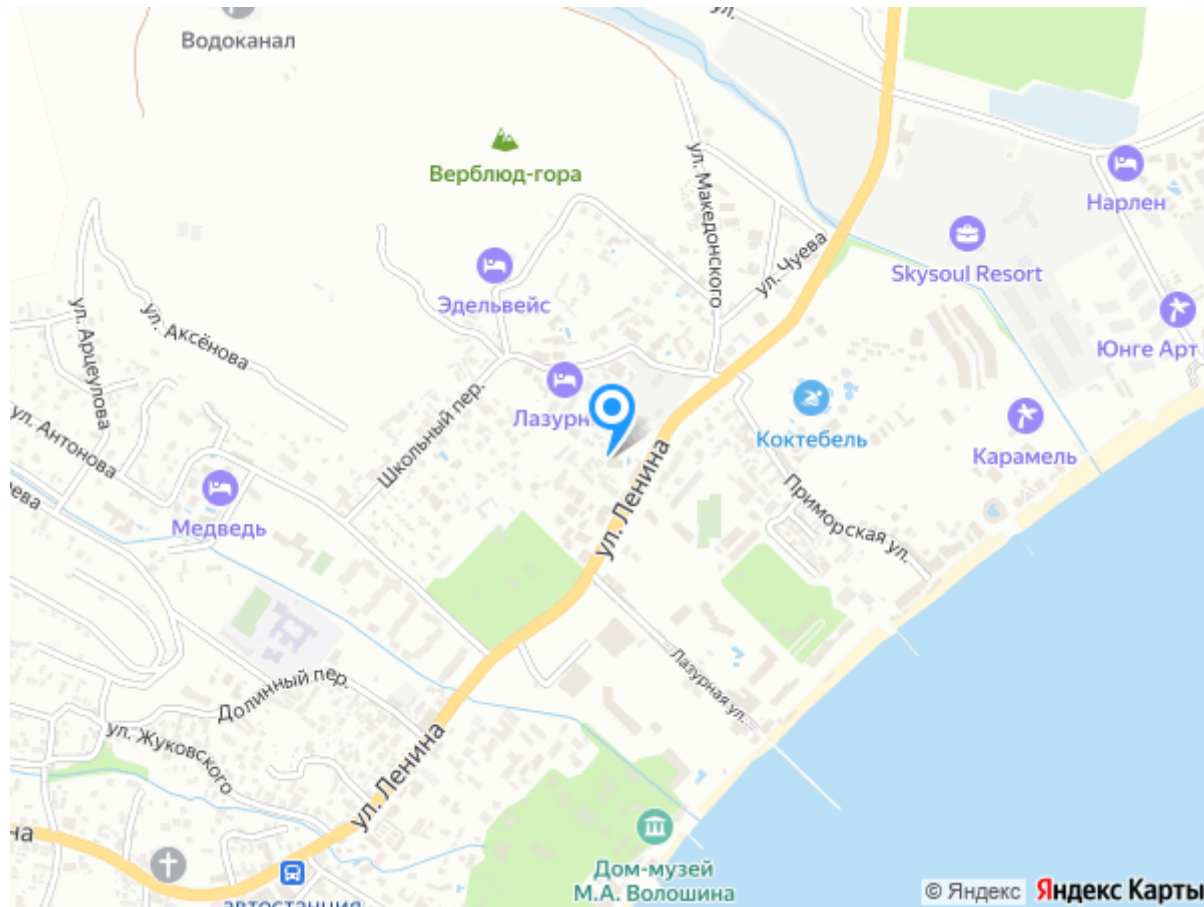 ул.
Водоканал
Верблюд-гора
ул. Македонского
Нарлен
ул. Чуева
Skysoul Resort
Эдельвейс
ул. Арцеулова
ул. Аксёнова
Юнге Арт
Лазурн
Школьный пер.
Коктебель
Карамель
ул. Антонова
ул. Ленина
Медведь
Приморская ул.
Лазурная ул.
Долинный пер.
ул. Жуковского
ул. Ленина
Дом-музей
М.А. Волошина
автостанция
© Яндекс Яндекс Карты